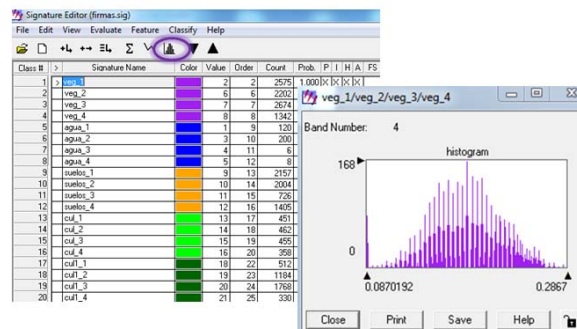 Signature Editor (firmas.sig)
File Edit View Evaluate Feature Classify Help
Class # > Signature Name Color Value Order Count Prob. P I H A FS
1 > veg_1 2 2 2575 1.000 X X X X
2 veg_2 6 6 2202
3 veg_3 7 7 2674
4 veg_4 8 8 1342
5 agua_1 1 9 120
6 agua_2 3 10 200
7 agua_3 4 11 6
8 agua_4 5 12 8
9 suelos_1 9 13 2157
10 suelos_2 10 14 2004
11 suelos_3 11 15 726
12 suelos_4 12 16 1405
13 cul_1 13 17 451
14 cul_2 14 18 462
15 cul_3 15 19 455
16 cul_4 16 20 358
17 cul1_1 18 22 512
18 cul1_2 19 23 1184
19 cul1_3 20 24 1768
20 cul1_4 21 25 330
veg_1/veg_2/veg_3/veg_4
Band Number: 4
histogram
168
0
0.0870192 0.2867
Close Print Save Help